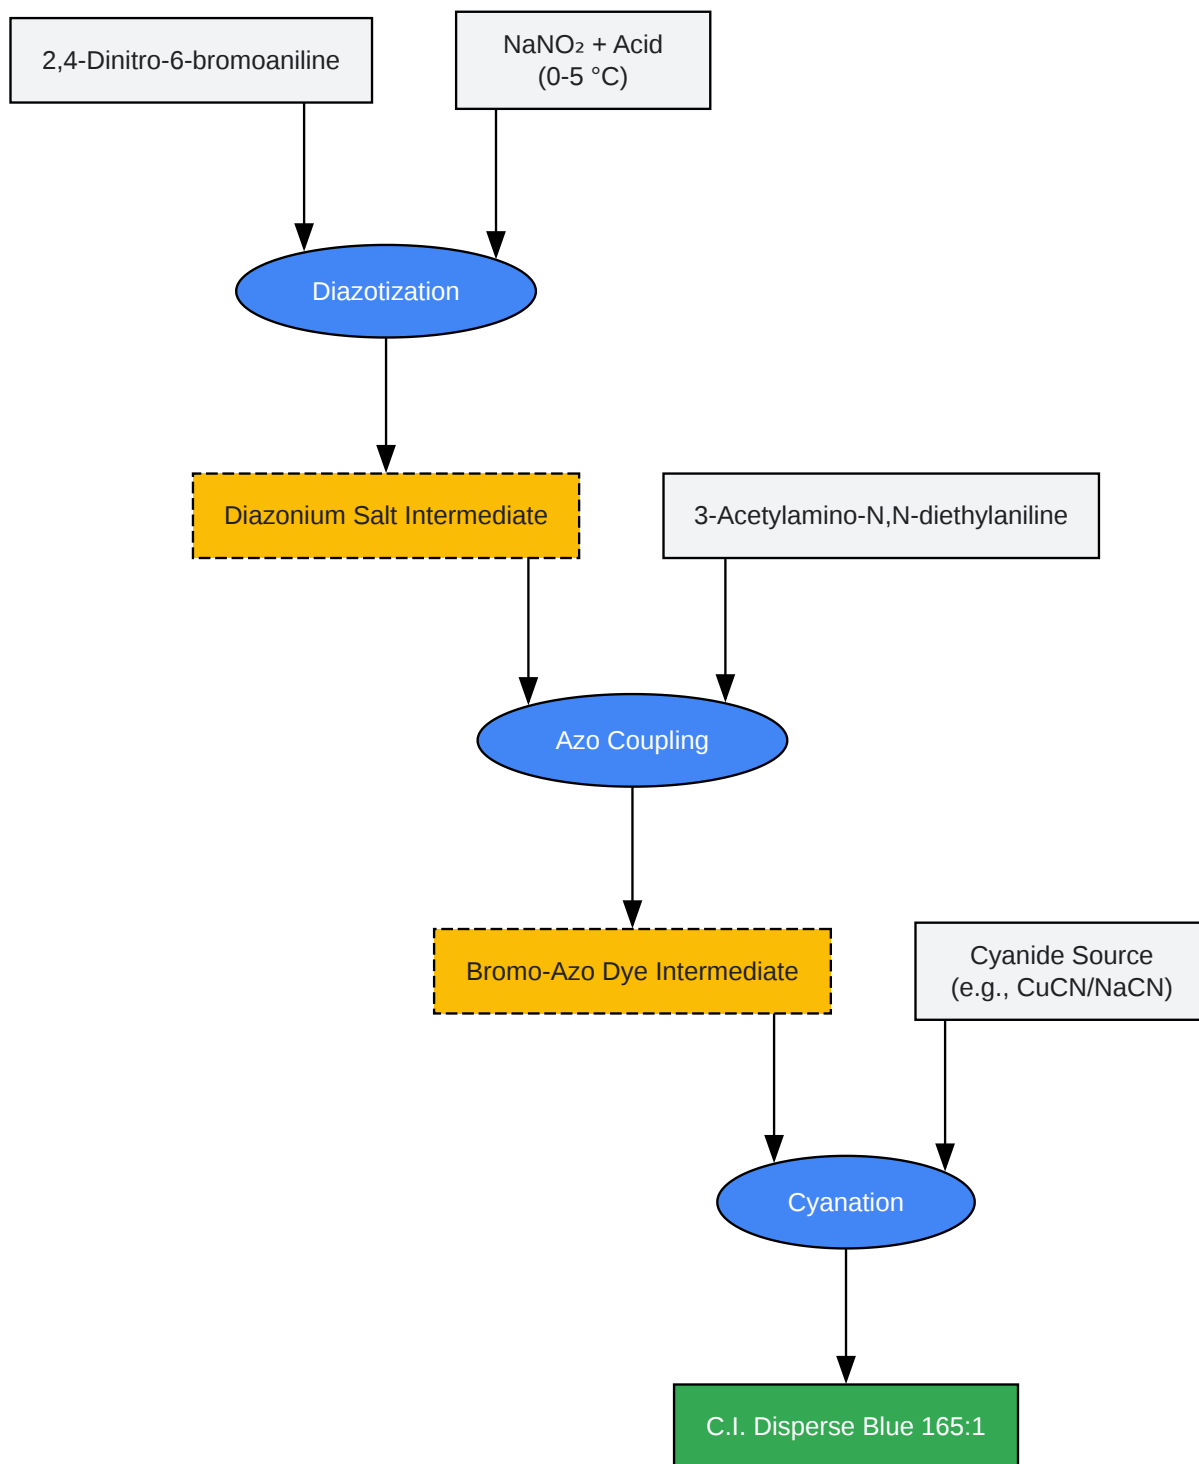 2,4-Dinitro-6-bromoaniline
NaNO₂ + Acid
(0-5 °C)
Diazotization
Diazonium Salt Intermediate
3-Acetylamino-N,N-diethylaniline
Azo Coupling
Bromo-Azo Dye Intermediate
Cyanide Source
(e.g., CuCN/NaCN)
Cyanation
C.I. Disperse Blue 165:1